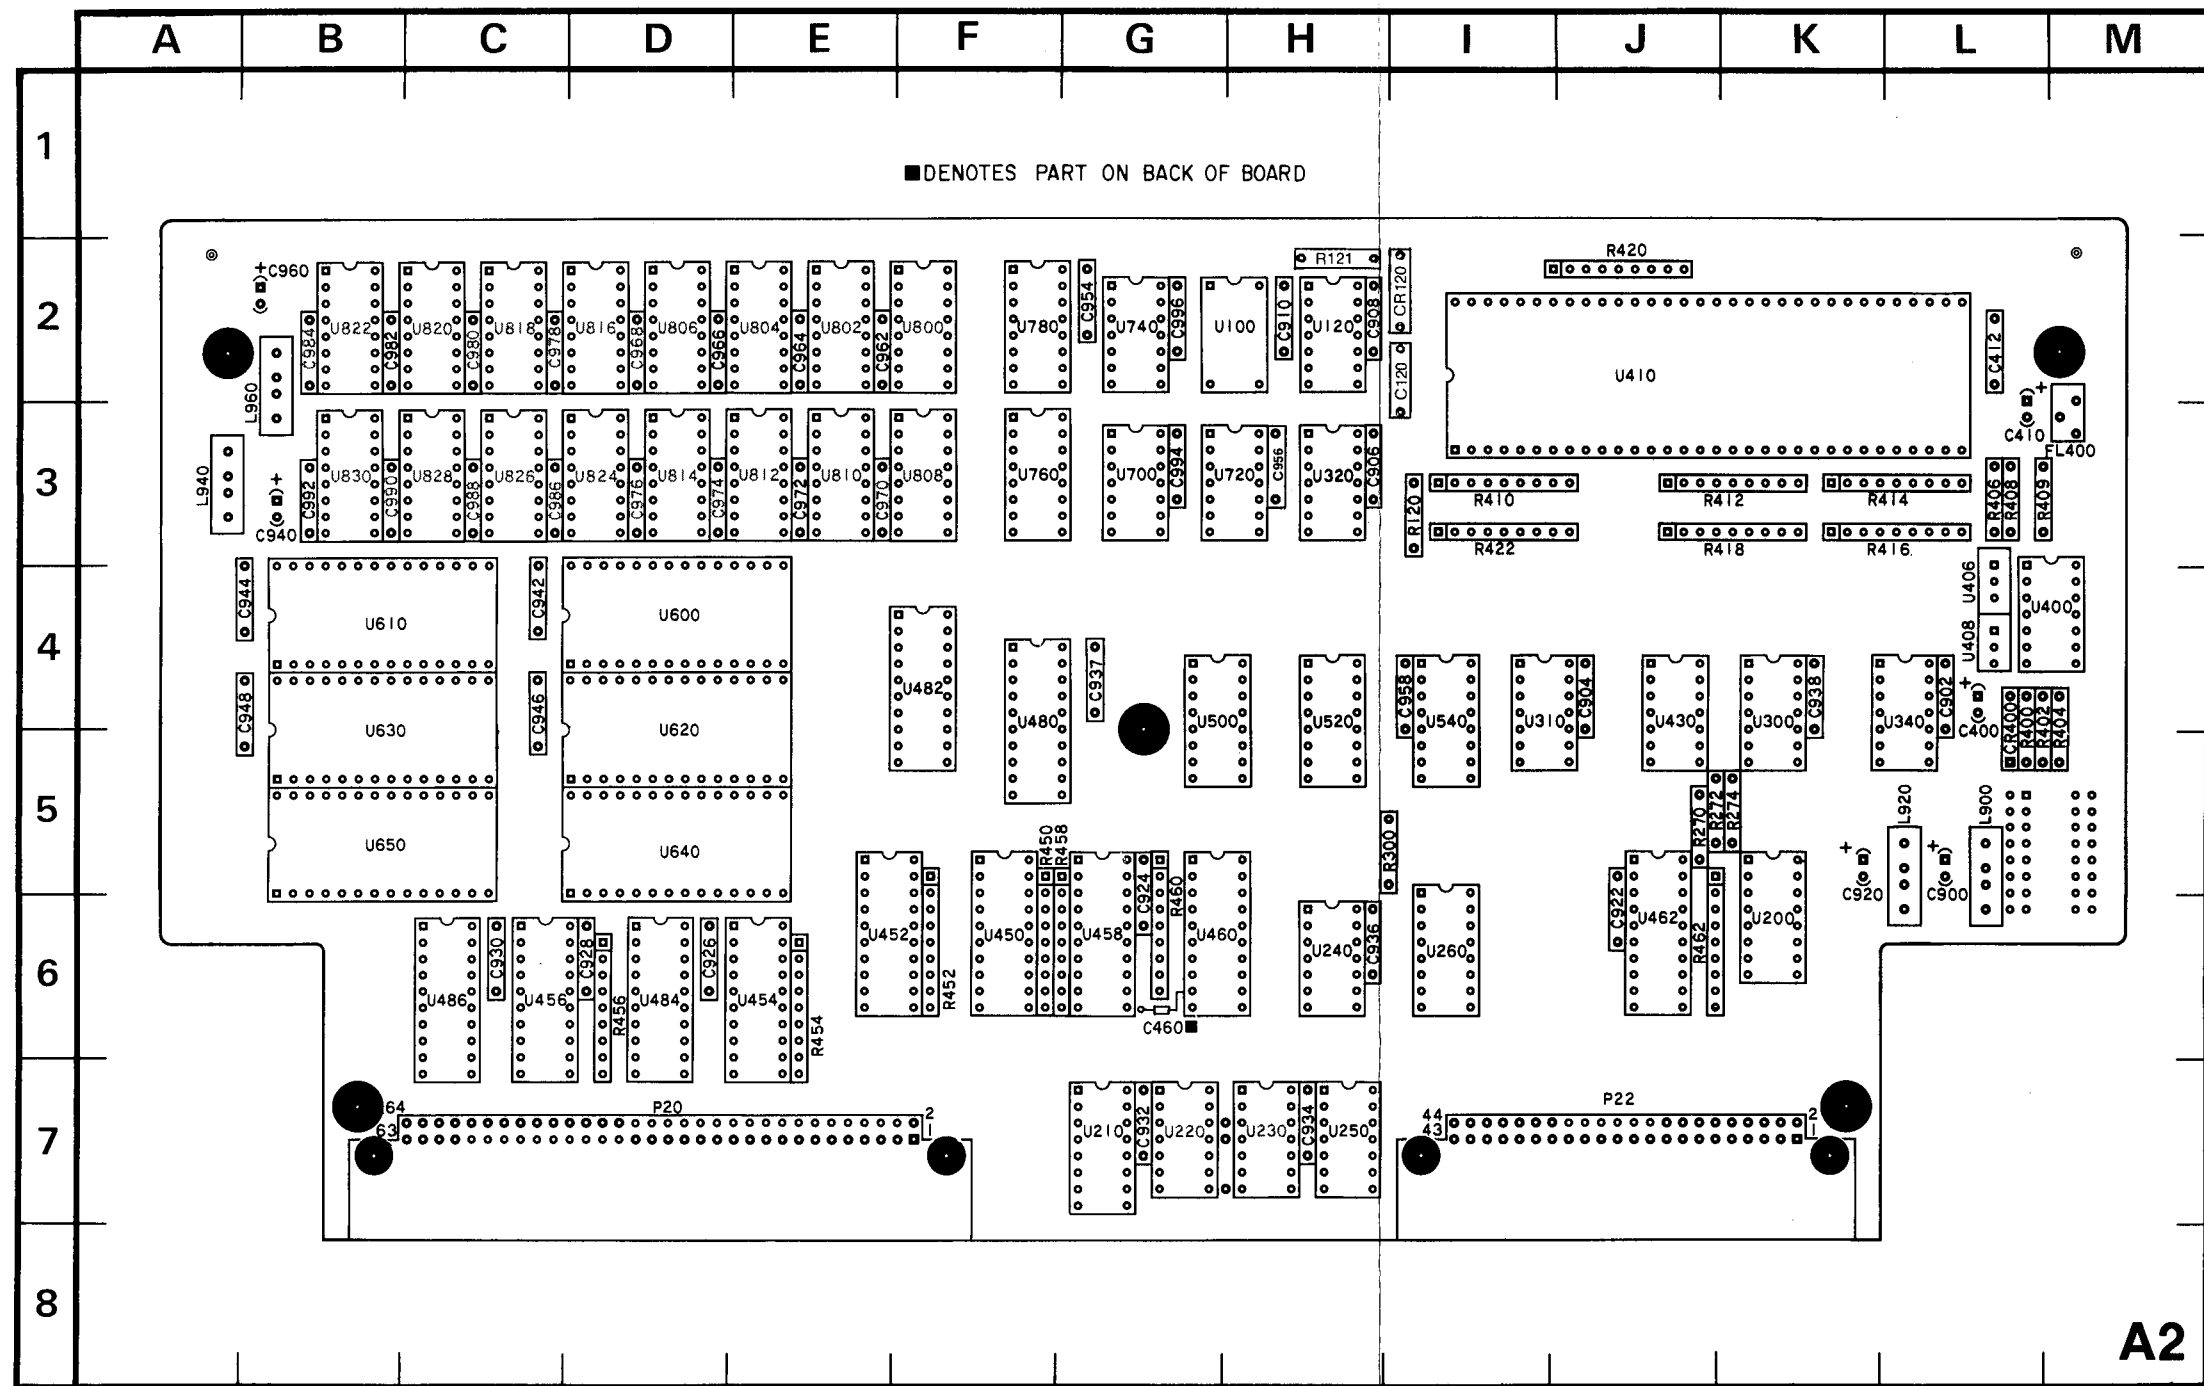 A B C D E F G H I J K L M
1
■DENOTES PART ON BACK OF BOARD
2
C960 R121 CR120 R420
C984 U822 C982 U820 C980 U818 C978 U816 C968 U806 C966 U804 C964 U802 C962 U800 U780 C954 U740 C996 U100 C910 U120 C908 C120 U410 C412
L960 C410 FL400
3
L940 C940 C992 U830 C990 U828 C988 U826 C986 U824 C976 U814 C974 U812 C972 U810 C970 U808 U760 U700 C994 U720 C956 U320 C906 R120 R410 R412 R414 R406 R408 R409
R422 R418 R416
4
C944 U610 C942 U600 U406 U400
U408
U482 C937
C948 U630 C946 U620 U480 U500 U520 C958 U540 U310 C904 U430 U300 C938 U340 C902 C400 CR400 R400 R402 R404
5
U650 U640 R450 R458 R300 R270 R272 R274 L920 L900
C924 R460 C920 C900
6
U486 C930 U456 C928 R456 U484 C926 U454 R454 U452 R452 U450 U458 U460 U240 C936 U260 C922 U462 R462 U200
C460■
7
64 P20 2
63 1
U210 C932 U220 U230 C934 U250
44 P22 2
43 1
8
A2